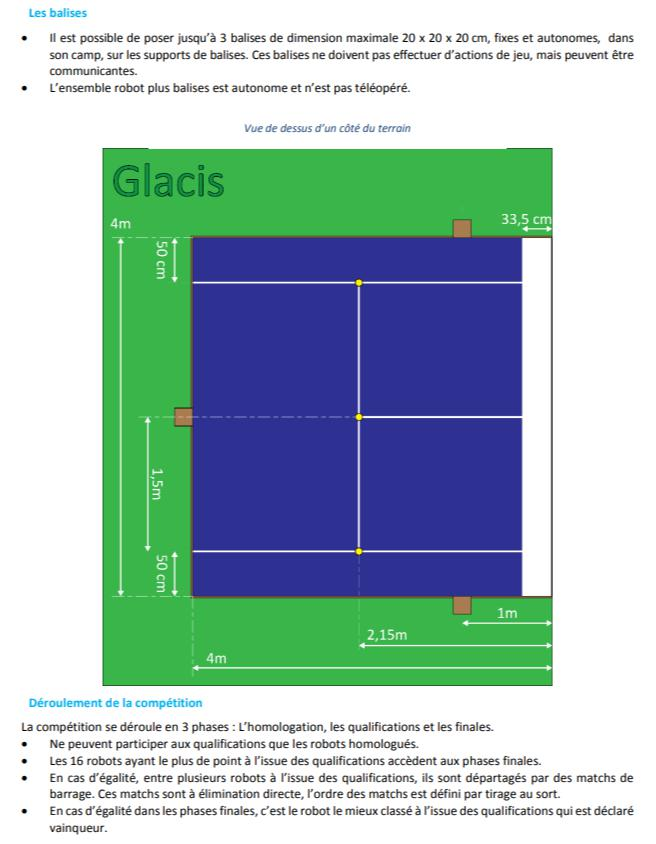 Les balises
• Il est possible de poser jusqu'à 3 balises de dimension maximale 20 x 20 x 20 cm, fixes et autonomes, dans
son camp, sur les supports de balises. Ces balises ne doivent pas effectuer d'actions de jeu, mais peuvent être
communicantes.
• L'ensemble robot plus balises est autonome et n'est pas téléopéré.
Vue de dessus d'un côté du terrain
Glacis
4m
33,5 cm
50 cm
1,5m
50 cm
1m
2,15m
4m
Déroulement de la compétition
La compétition se déroule en 3 phases : L'homologation, les qualifications et les finales.
• Ne peuvent participer aux qualifications que les robots homologués.
• Les 16 robots ayant le plus de point à l'issue des qualifications accèdent aux phases finales.
• En cas d'égalité, entre plusieurs robots à l'issue des qualifications, ils sont départagés par des matchs de
barrage. Ces matchs sont à élimination directe, l'ordre des matchs est défini par tirage au sort.
• En cas d'égalité dans les phases finales, c'est le robot le mieux classé à l'issue des qualifications qui est déclaré
vainqueur.